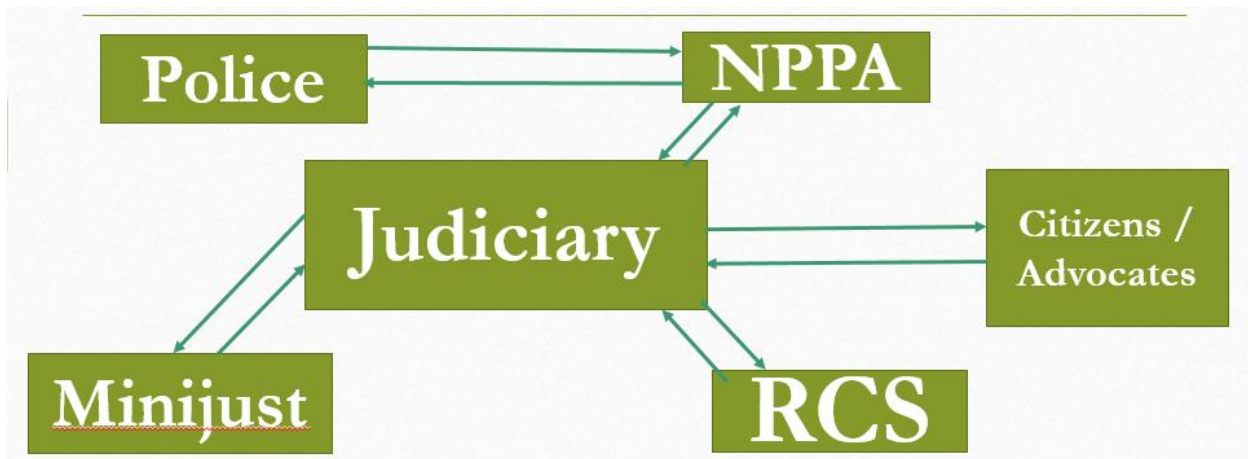 Police
NPPA
Judiciary
Citizens /
Advocates
Minijust
RCS